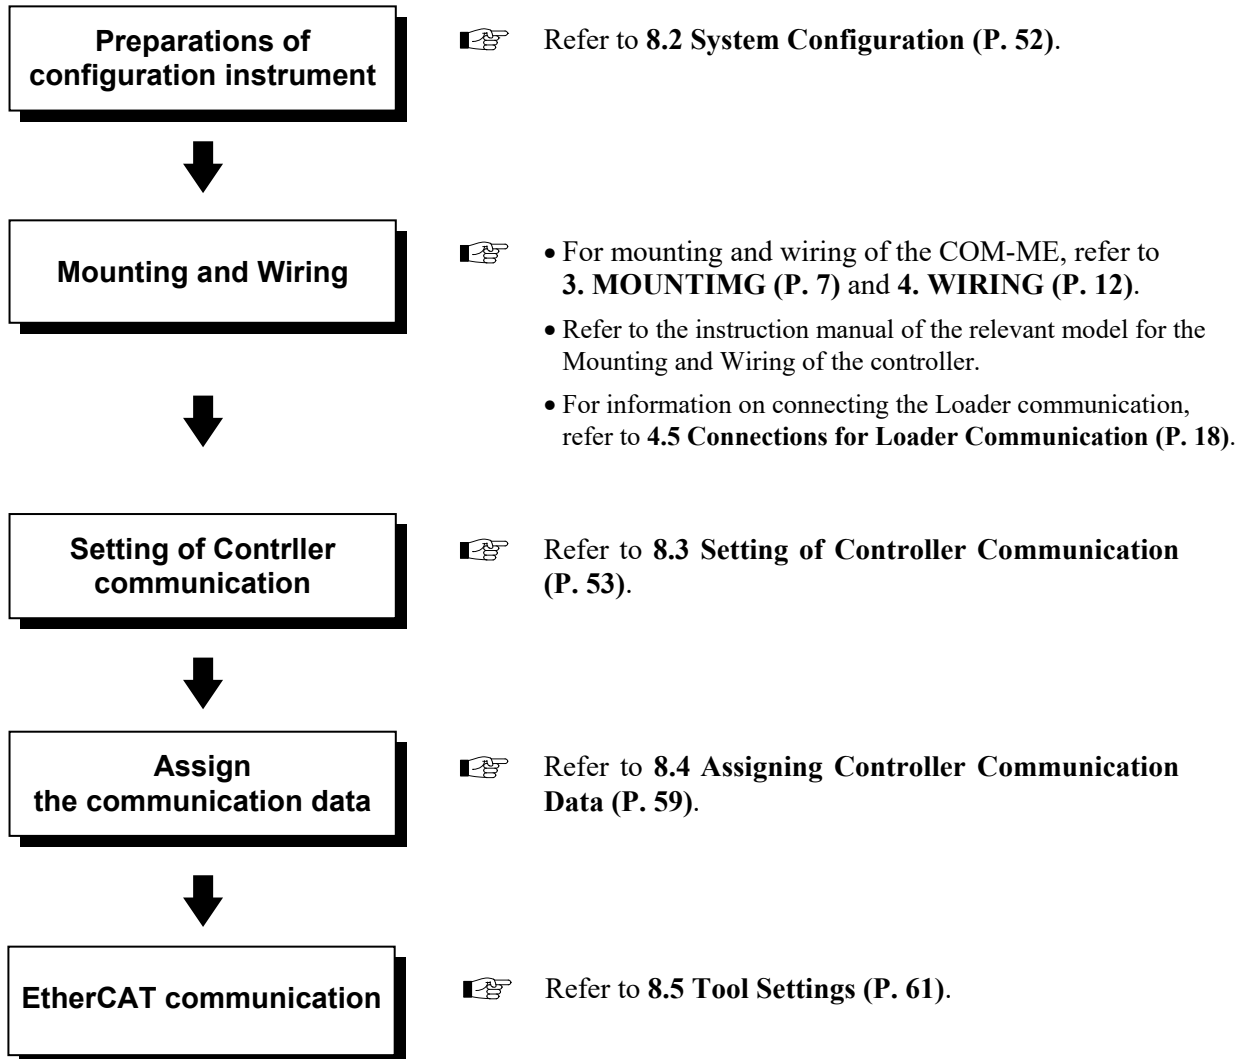 Preparations of
configuration instrument
Refer to 8.2 System Configuration (P. 52).
Mounting and Wiring
• For mounting and wiring of the COM-ME, refer to
3. MOUNTIMG (P. 7) and 4. WIRING (P. 12).
• Refer to the instruction manual of the relevant model for the
Mounting and Wiring of the controller.
• For information on connecting the Loader communication,
refer to 4.5 Connections for Loader Communication (P. 18).
Setting of Contrller
communication
Refer to 8.3 Setting of Controller Communication
(P. 53).
Assign
the communication data
Refer to 8.4 Assigning Controller Communication
Data (P. 59).
EtherCAT communication
Refer to 8.5 Tool Settings (P. 61).